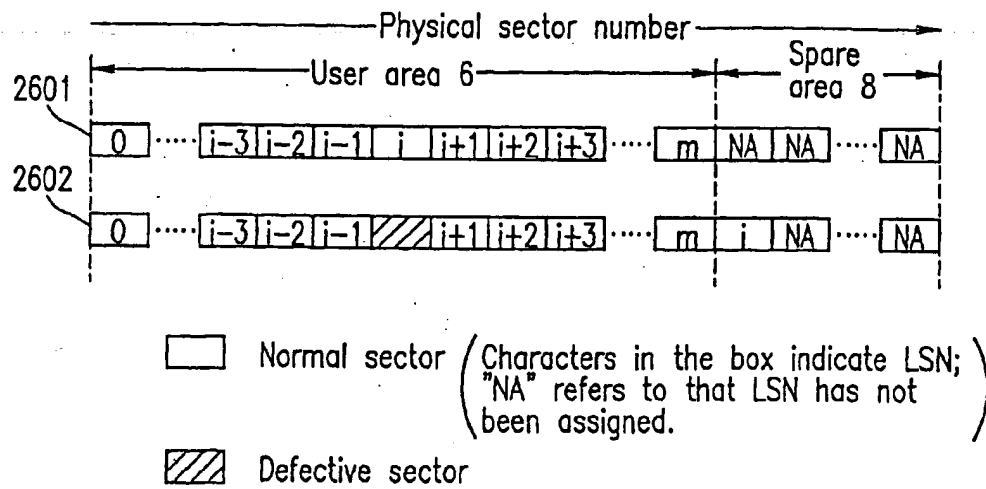 Physical sector number
User area 6
Spare area 8
2601
0 ····· i-3 i-2 i-1 i i+1 i+2 i+3 ····· m NA NA ····· NA
2602
0 ····· i-3 i-2 i-1 i+1 i+2 i+3 ····· m i NA ····· NA
Normal sector (Characters in the box indicate LSN;
"NA" refers to that LSN has not
been assigned.)
Defective sector